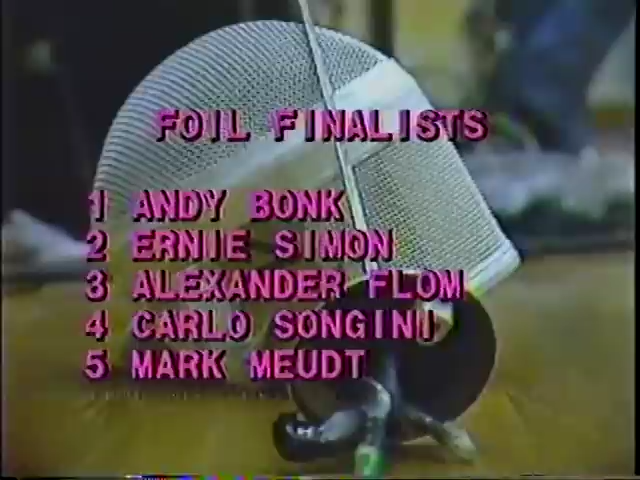 FOIL FINALISTS
1 ANDY BONK
2 ERNIE SIMON
3 ALEXANDER FLOM
4 CARLO SONGINI
5 MARK MEUDT